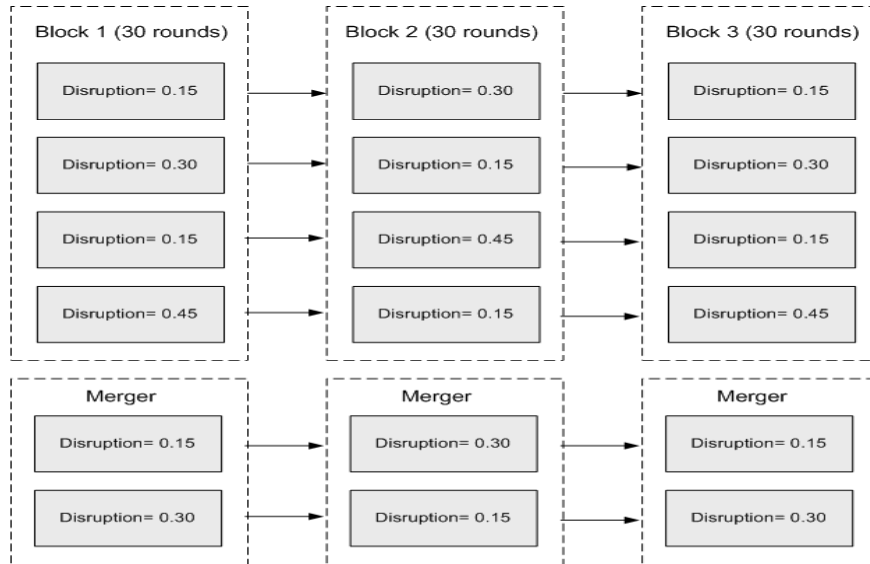 Block 1 (30 rounds)
Block 2 (30 rounds)
Block 3 (30 rounds)
Disruption= 0.15
Disruption= 0.30
Disruption= 0.15
Disruption= 0.30
Disruption= 0.15
Disruption= 0.30
Disruption= 0.15
Disruption= 0.45
Disruption= 0.15
Disruption= 0.45
Disruption= 0.15
Disruption= 0.45
Merger
Merger
Merger
Disruption= 0.15
Disruption= 0.30
Disruption= 0.15
Disruption= 0.30
Disruption= 0.15
Disruption= 0.30